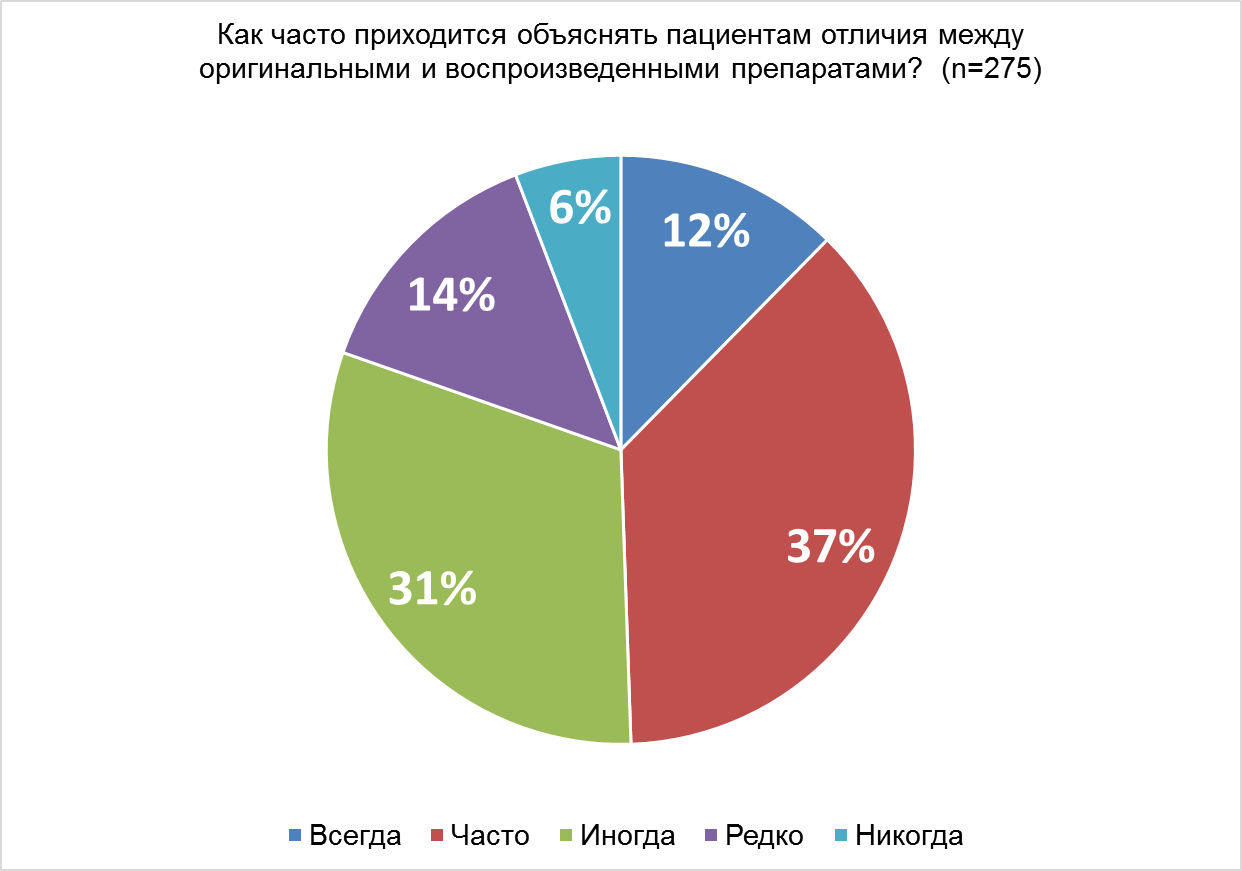 Как часто приходится объяснять пациентам отличия между
оригинальными и воспроизведенными препаратами? (n=275)
6%
12%
14%
37%
31%
Всегда Часто Иногда Редко Никогда